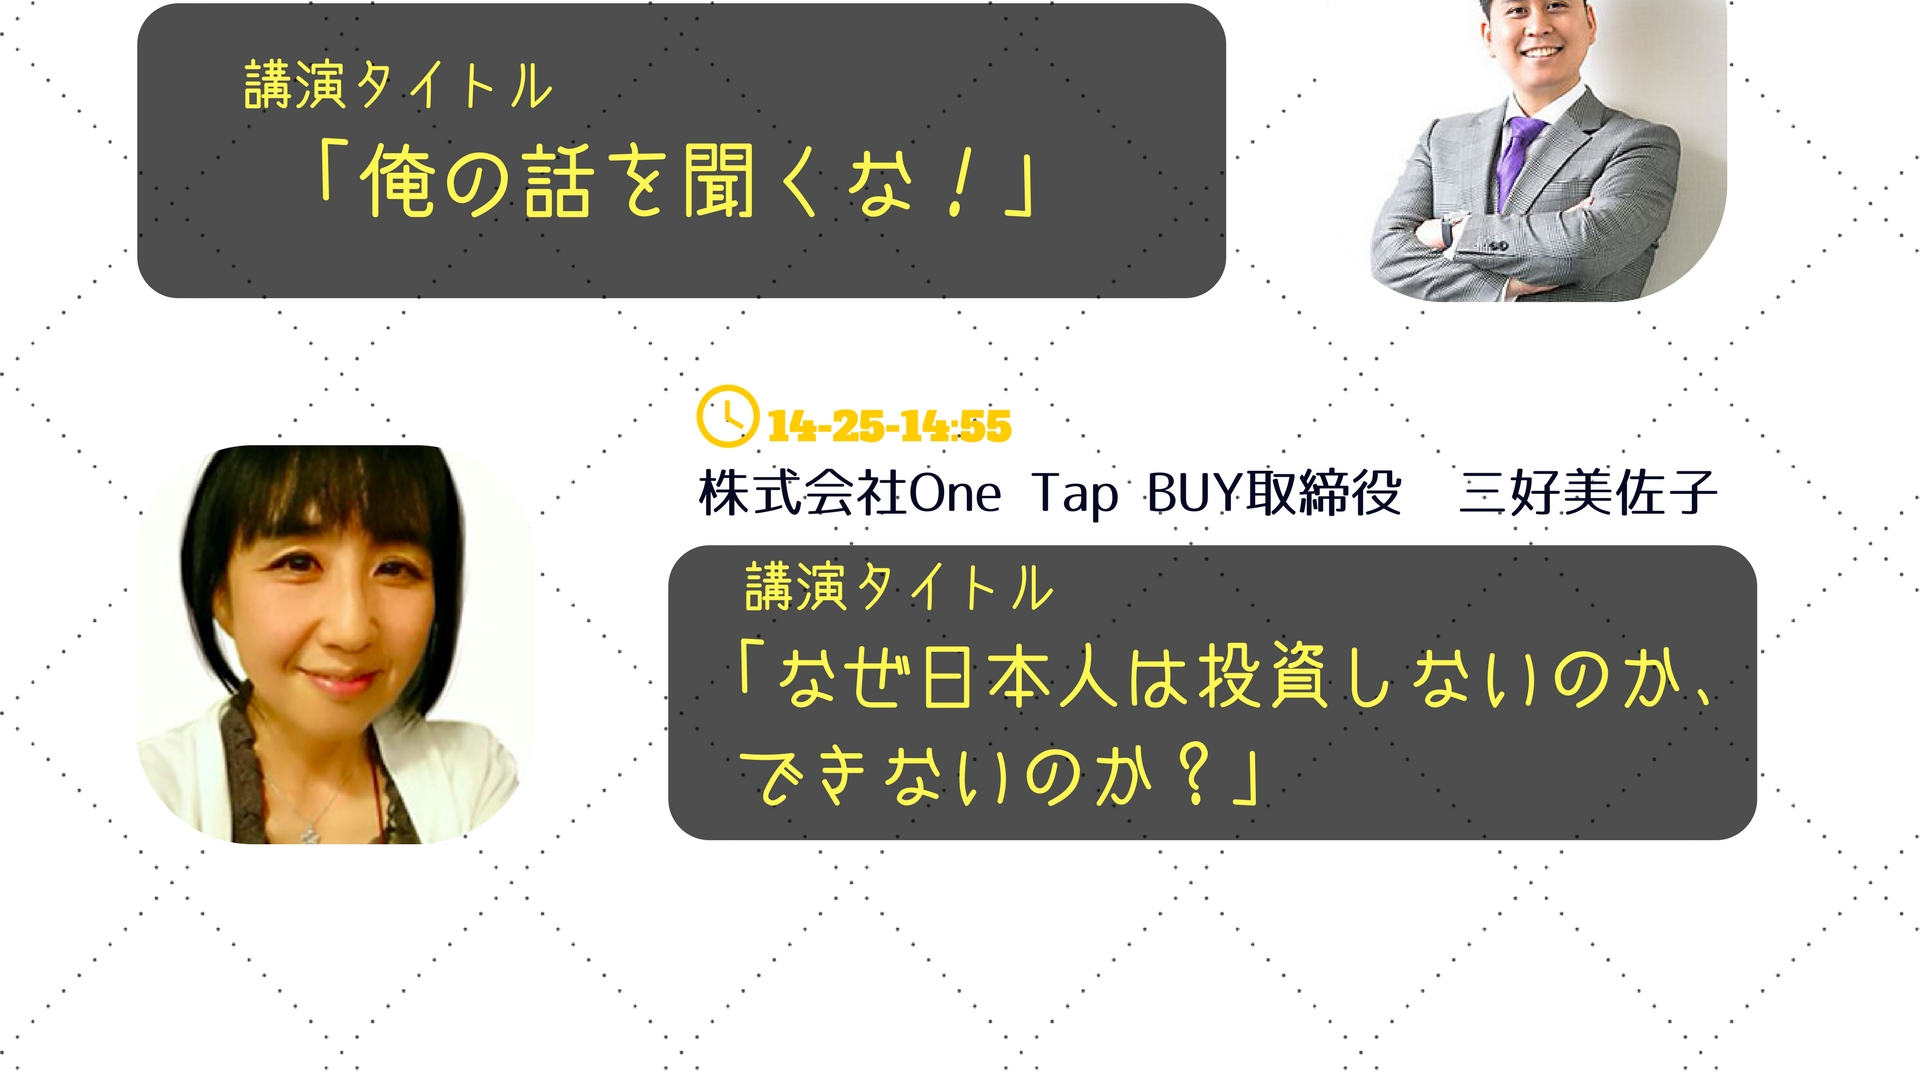 講演タイトル
「俺の話を聞くな！」
14-25-14:55
株式会社One Tap BUY取締役　三好美佐子
講演タイトル
「なぜ日本人は投資しないのか、
できないのか？」